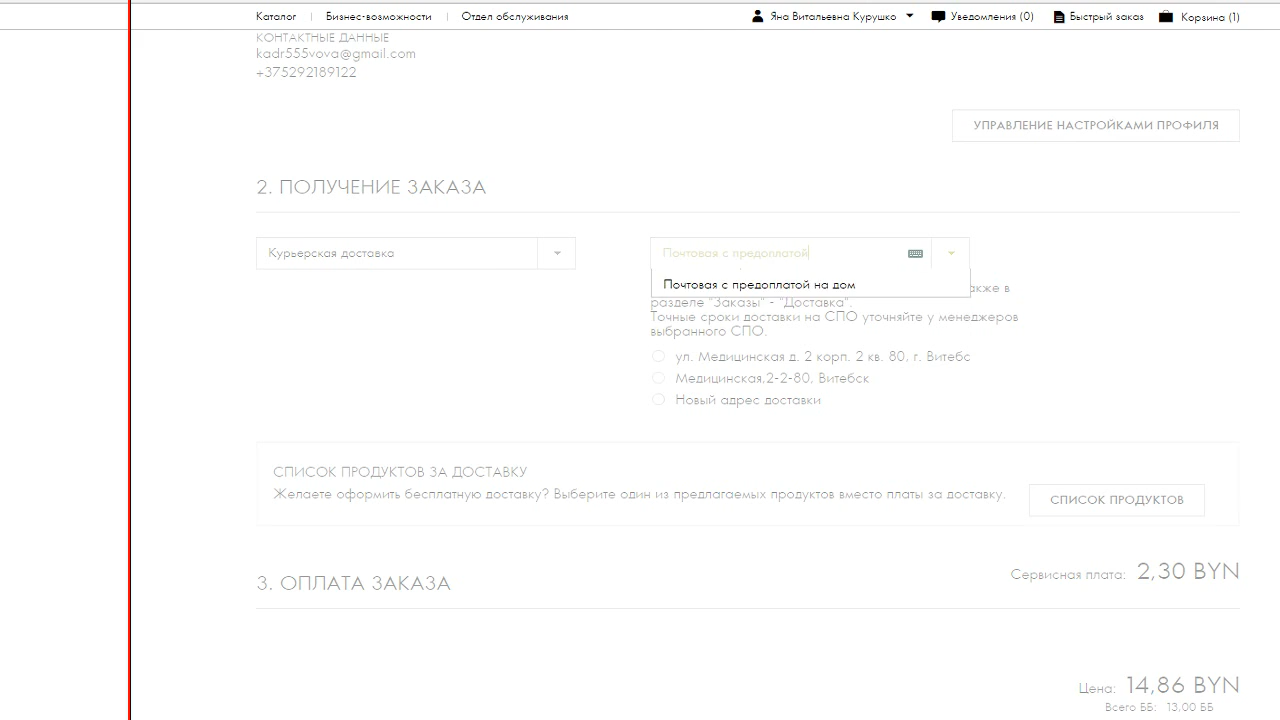 Каталог
Бизнес-возможности
Отдел обслуживания
Яна Витальевна Курушко
Уведомления (0)
Быстрый заказ
Корзина (1)
КОНТАКТНЫЕ ДАННЫЕ
kadr555vova@gmail.com
+375292189122
УПРАВЛЕНИЕ НАСТРОЙКАМИ ПРОФИЛЯ
2. ПОЛУЧЕНИЕ ЗАКАЗА
Курьерская доставка
Почтовая с предоплатой
Почтовая с предоплатой на дом
акже в
разделе "Заказы" - "Доставка".
Точные сроки доставки на СПО уточняйте у менеджеров
выбранного СПО.
ул. Медицинская д. 2 корп. 2 кв. 80, г. Витебс
Медицинская,2-2-80, Витебск
Новый адрес доставки
СПИСОК ПРОДУКТОВ ЗА ДОСТАВКУ
Желаете оформить бесплатную доставку? Выберите один из предлагаемых продуктов вместо платы за доставку.
СПИСОК ПРОДУКТОВ
3. ОПЛАТА ЗАКАЗА
Сервисная плата: 2,30 BYN
Цена: 14,86 BYN
Всего ББ: 13,00 ББ